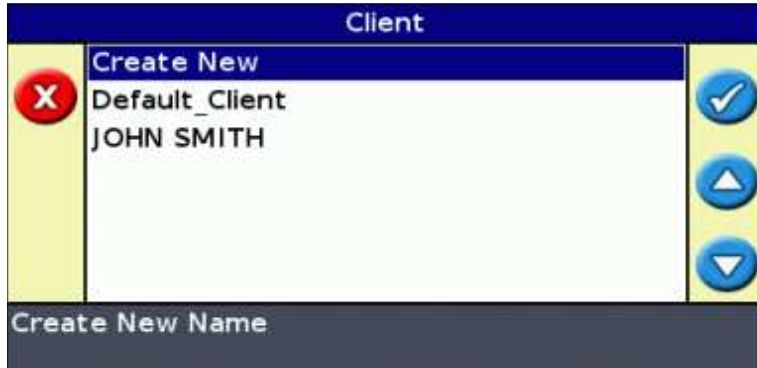 Client
Create New
Default_Client
JOHN SMITH
Create New Name